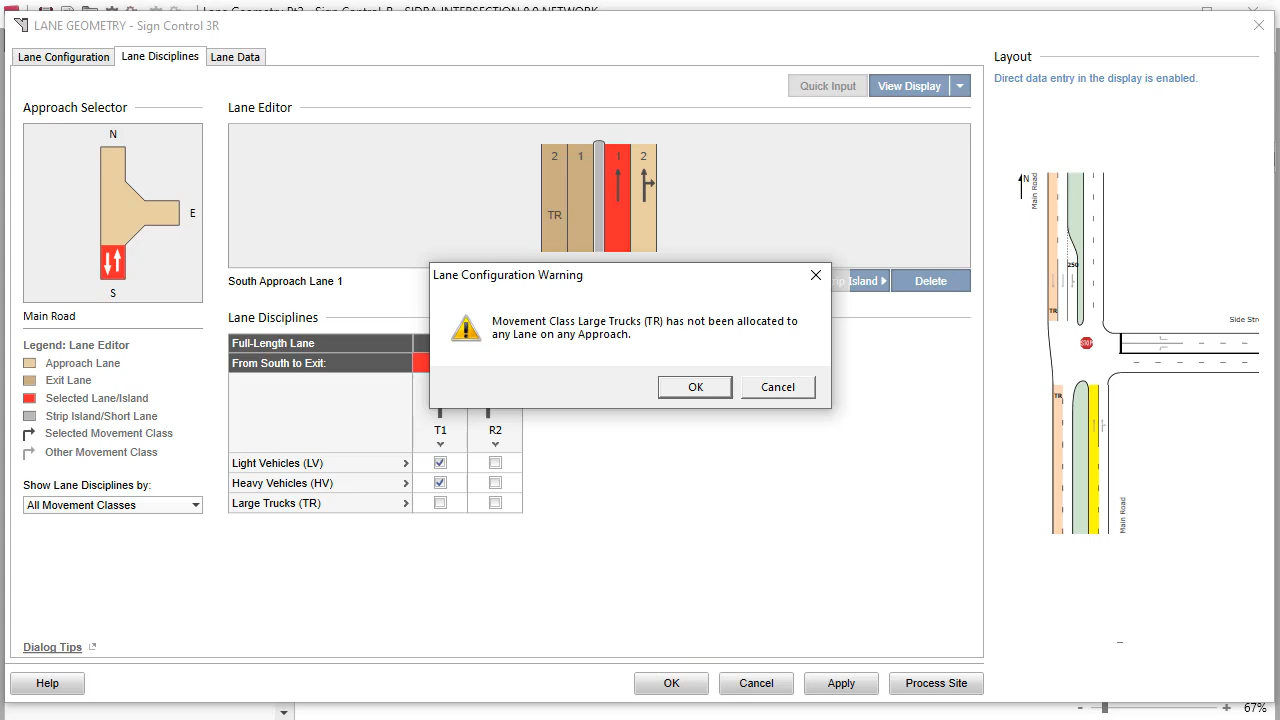 LANE GEOMETRY - Sign Control 3R
Lane Configuration
Lane Disciplines
Lane Data
Quick Input
View Display
Approach Selector
N
E
S
Main Road
Legend: Lane Editor
Approach Lane
Exit Lane
Selected Lane/Island
Strip Island/Short Lane
Selected Movement Class
Other Movement Class
Show Lane Disciplines by:
All Movement Classes
Dialog Tips
Lane Editor
2 1 1 2
TR
South Approach Lane 1
Island
Delete
Lane Disciplines
Full-Length Lane
From South to Exit:
T1 R2
Light Vehicles (LV)
Heavy Vehicles (HV)
Large Trucks (TR)
Lane Configuration Warning
Movement Class Large Trucks (TR) has not been allocated to
any Lane on any Approach.
OK
Cancel
Layout
Direct data entry in the display is enabled.
N
Main Road
250
TR
Side Str
TR
Main Road
Help
OK
Cancel
Apply
Process Site
67%